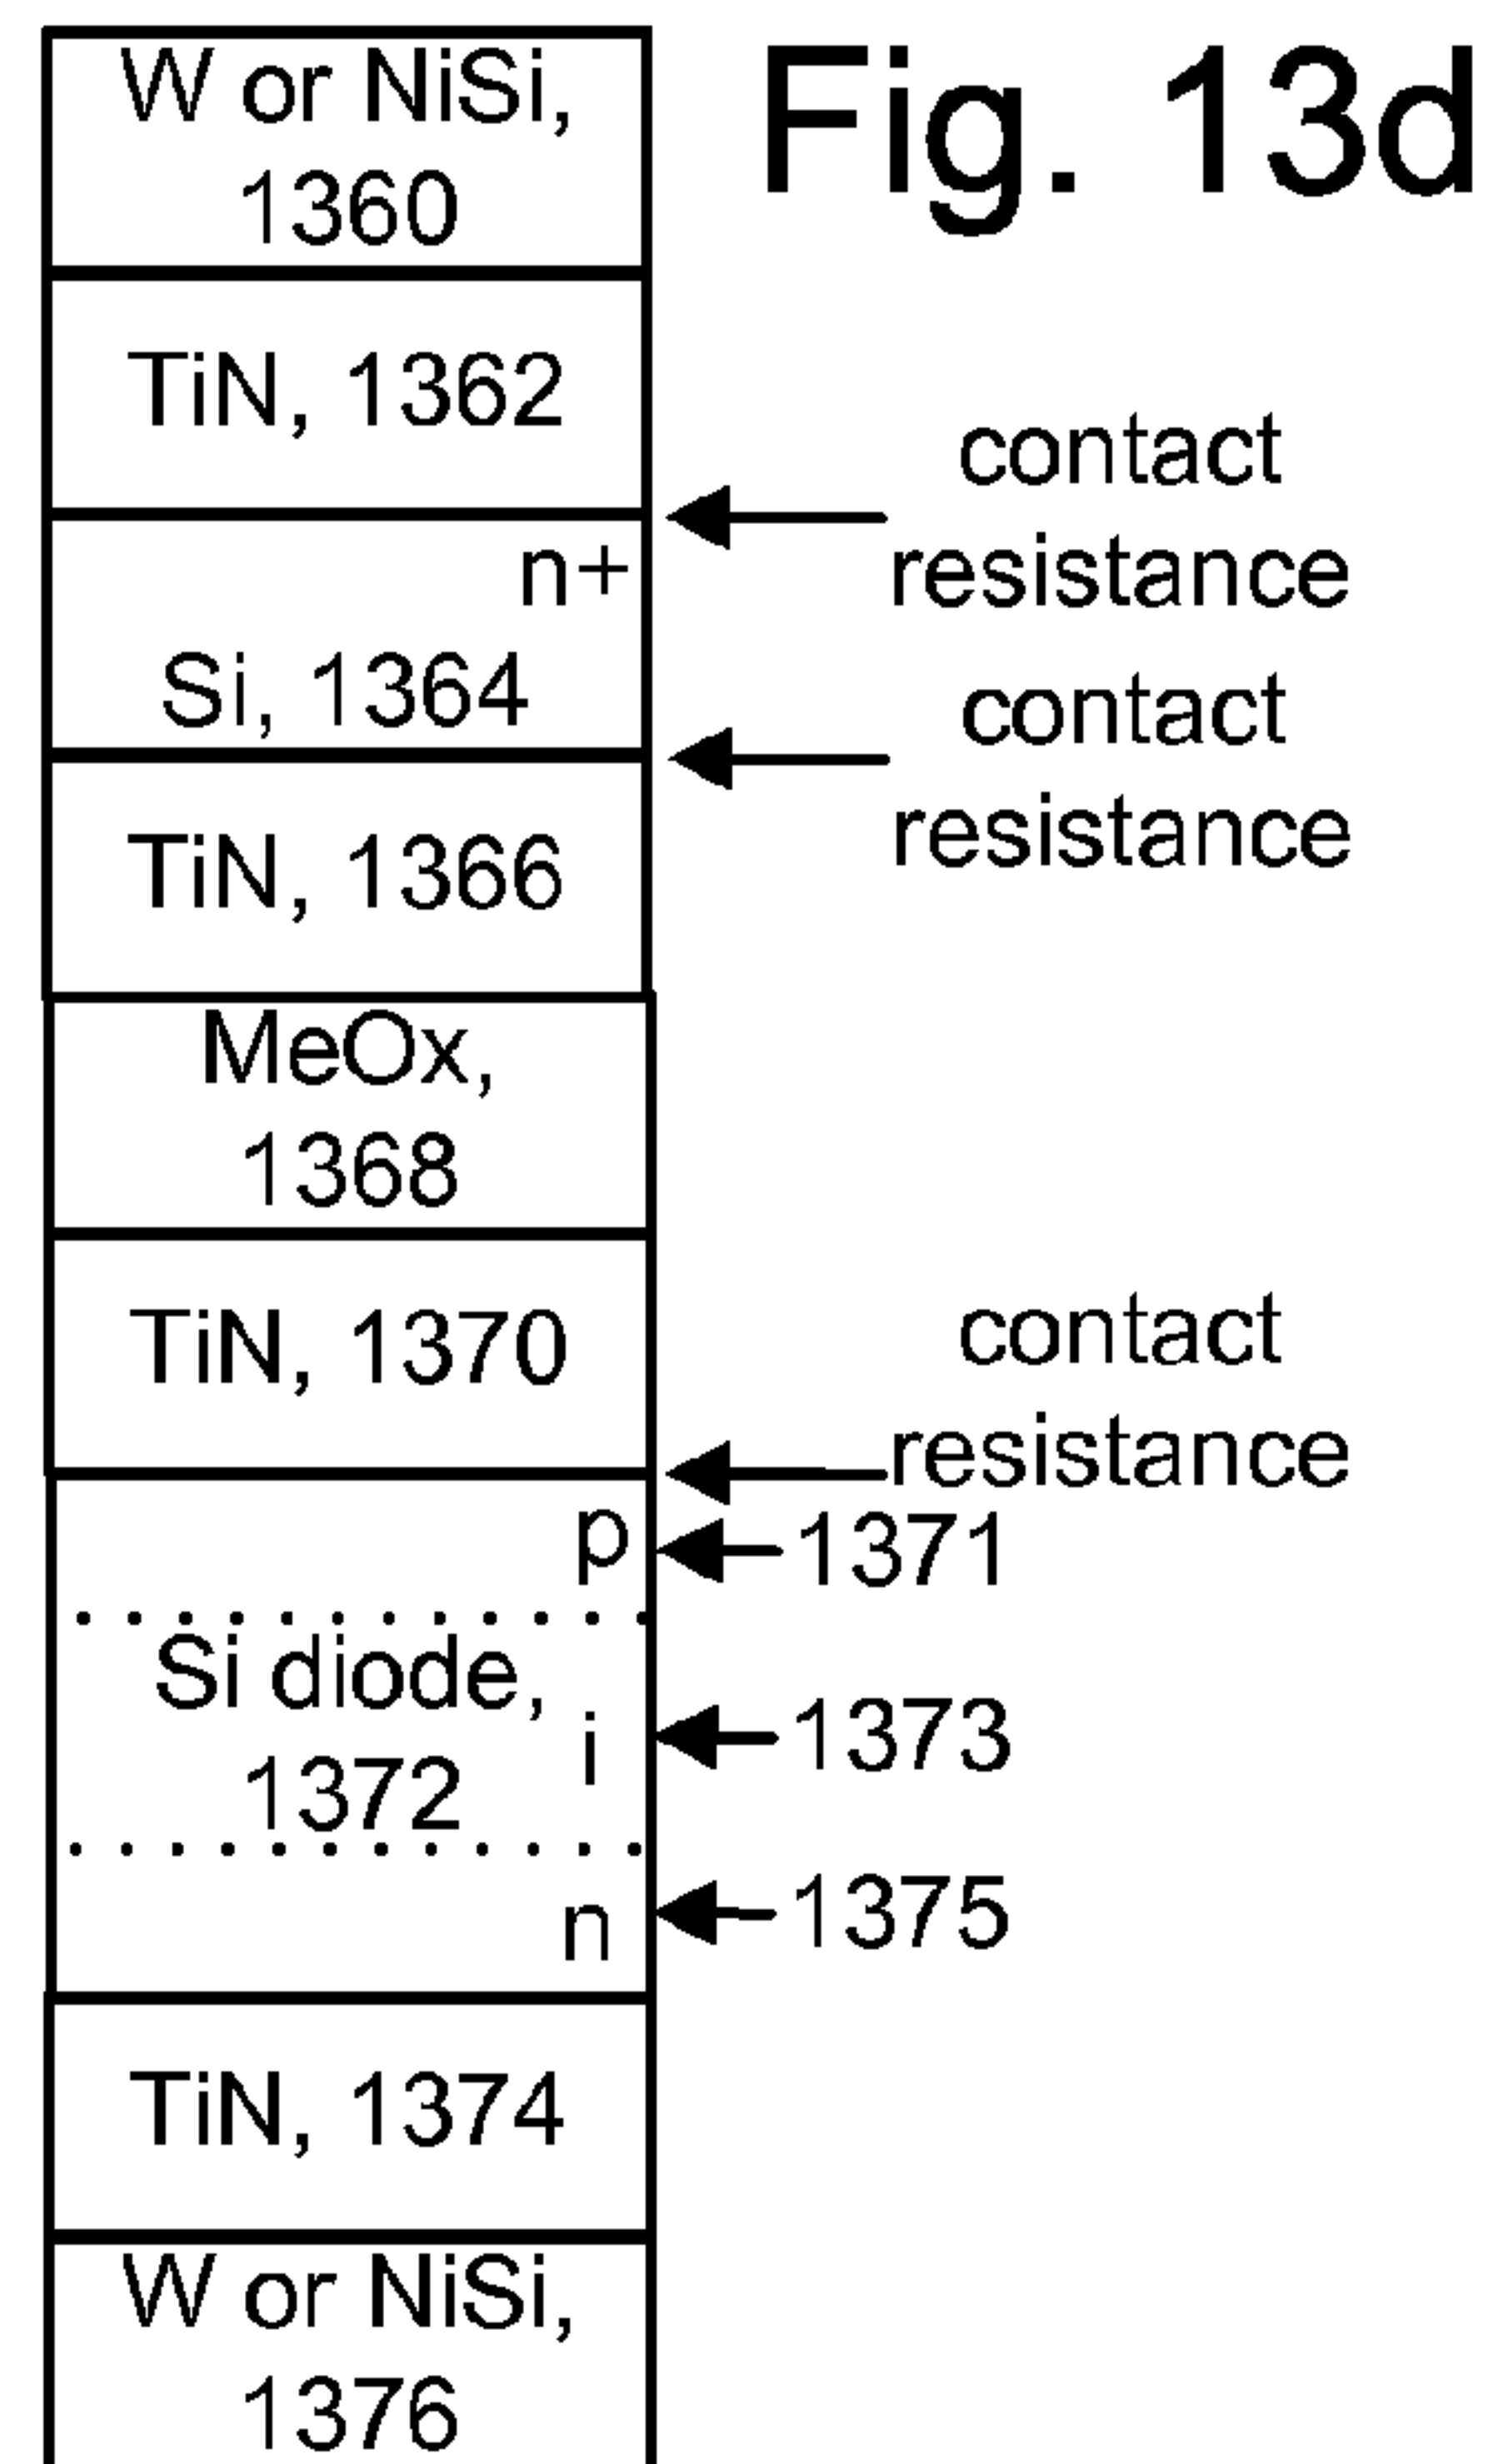 Fig. 13d
W or NiSi,
1360
TiN, 1362
contact
resistance
n+
Si, 1364
contact
resistance
TiN, 1366
MeOx,
1368
TiN, 1370
contact
resistance
p
1371
Si diode,
1372
i
1373
n
1375
TiN, 1374
W or NiSi,
1376